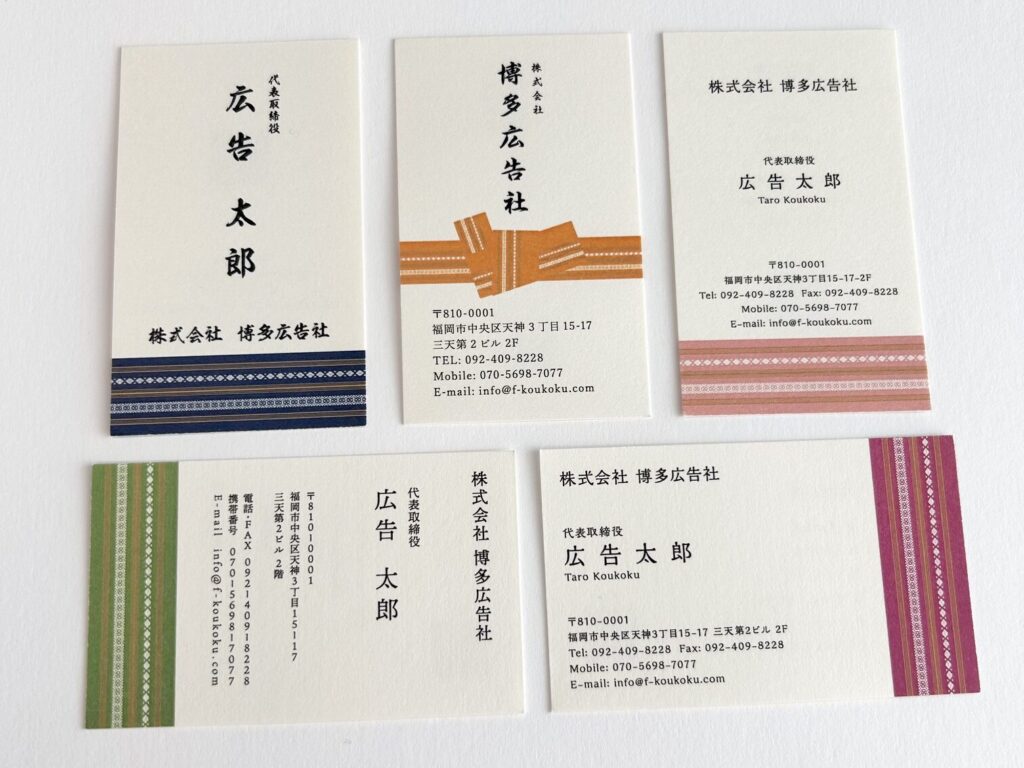 代表取締役
広告 太郎
株式会社 博多広告社
株式会社
博多広告社
〒810-0001
福岡市中央区天神3丁目15-17
三天第2ビル 2F
TEL: 092-409-8228
Mobile: 070-5698-7077
E-mail: info@f-koukoku.com
株式会社 博多広告社
代表取締役
広告太郎
Taro Koukoku
〒810-0001
福岡市中央区天神3丁目15-17-2F
Tel: 092-409-8228 Fax: 092-409-8228
Mobile: 070-5698-7077
E-mail: info@f-koukoku.com
株式会社 博多広告社
代表取締役
広告 太郎
〒810-0001
福岡市中央区天神3丁目15-17
三天第2ビル 2階
電話・FAX 092-409-8228
携帯番号 070-5698-7077
E-mail info@f-koukoku.com
株式会社 博多広告社
代表取締役
広告太郎
Taro Koukoku
〒810-0001
福岡市中央区天神3丁目15-17 三天第2ビル 2F
Tel: 092-409-8228 Fax: 092-409-8228
Mobile: 070-5698-7077
E-mail: info@f-koukoku.com